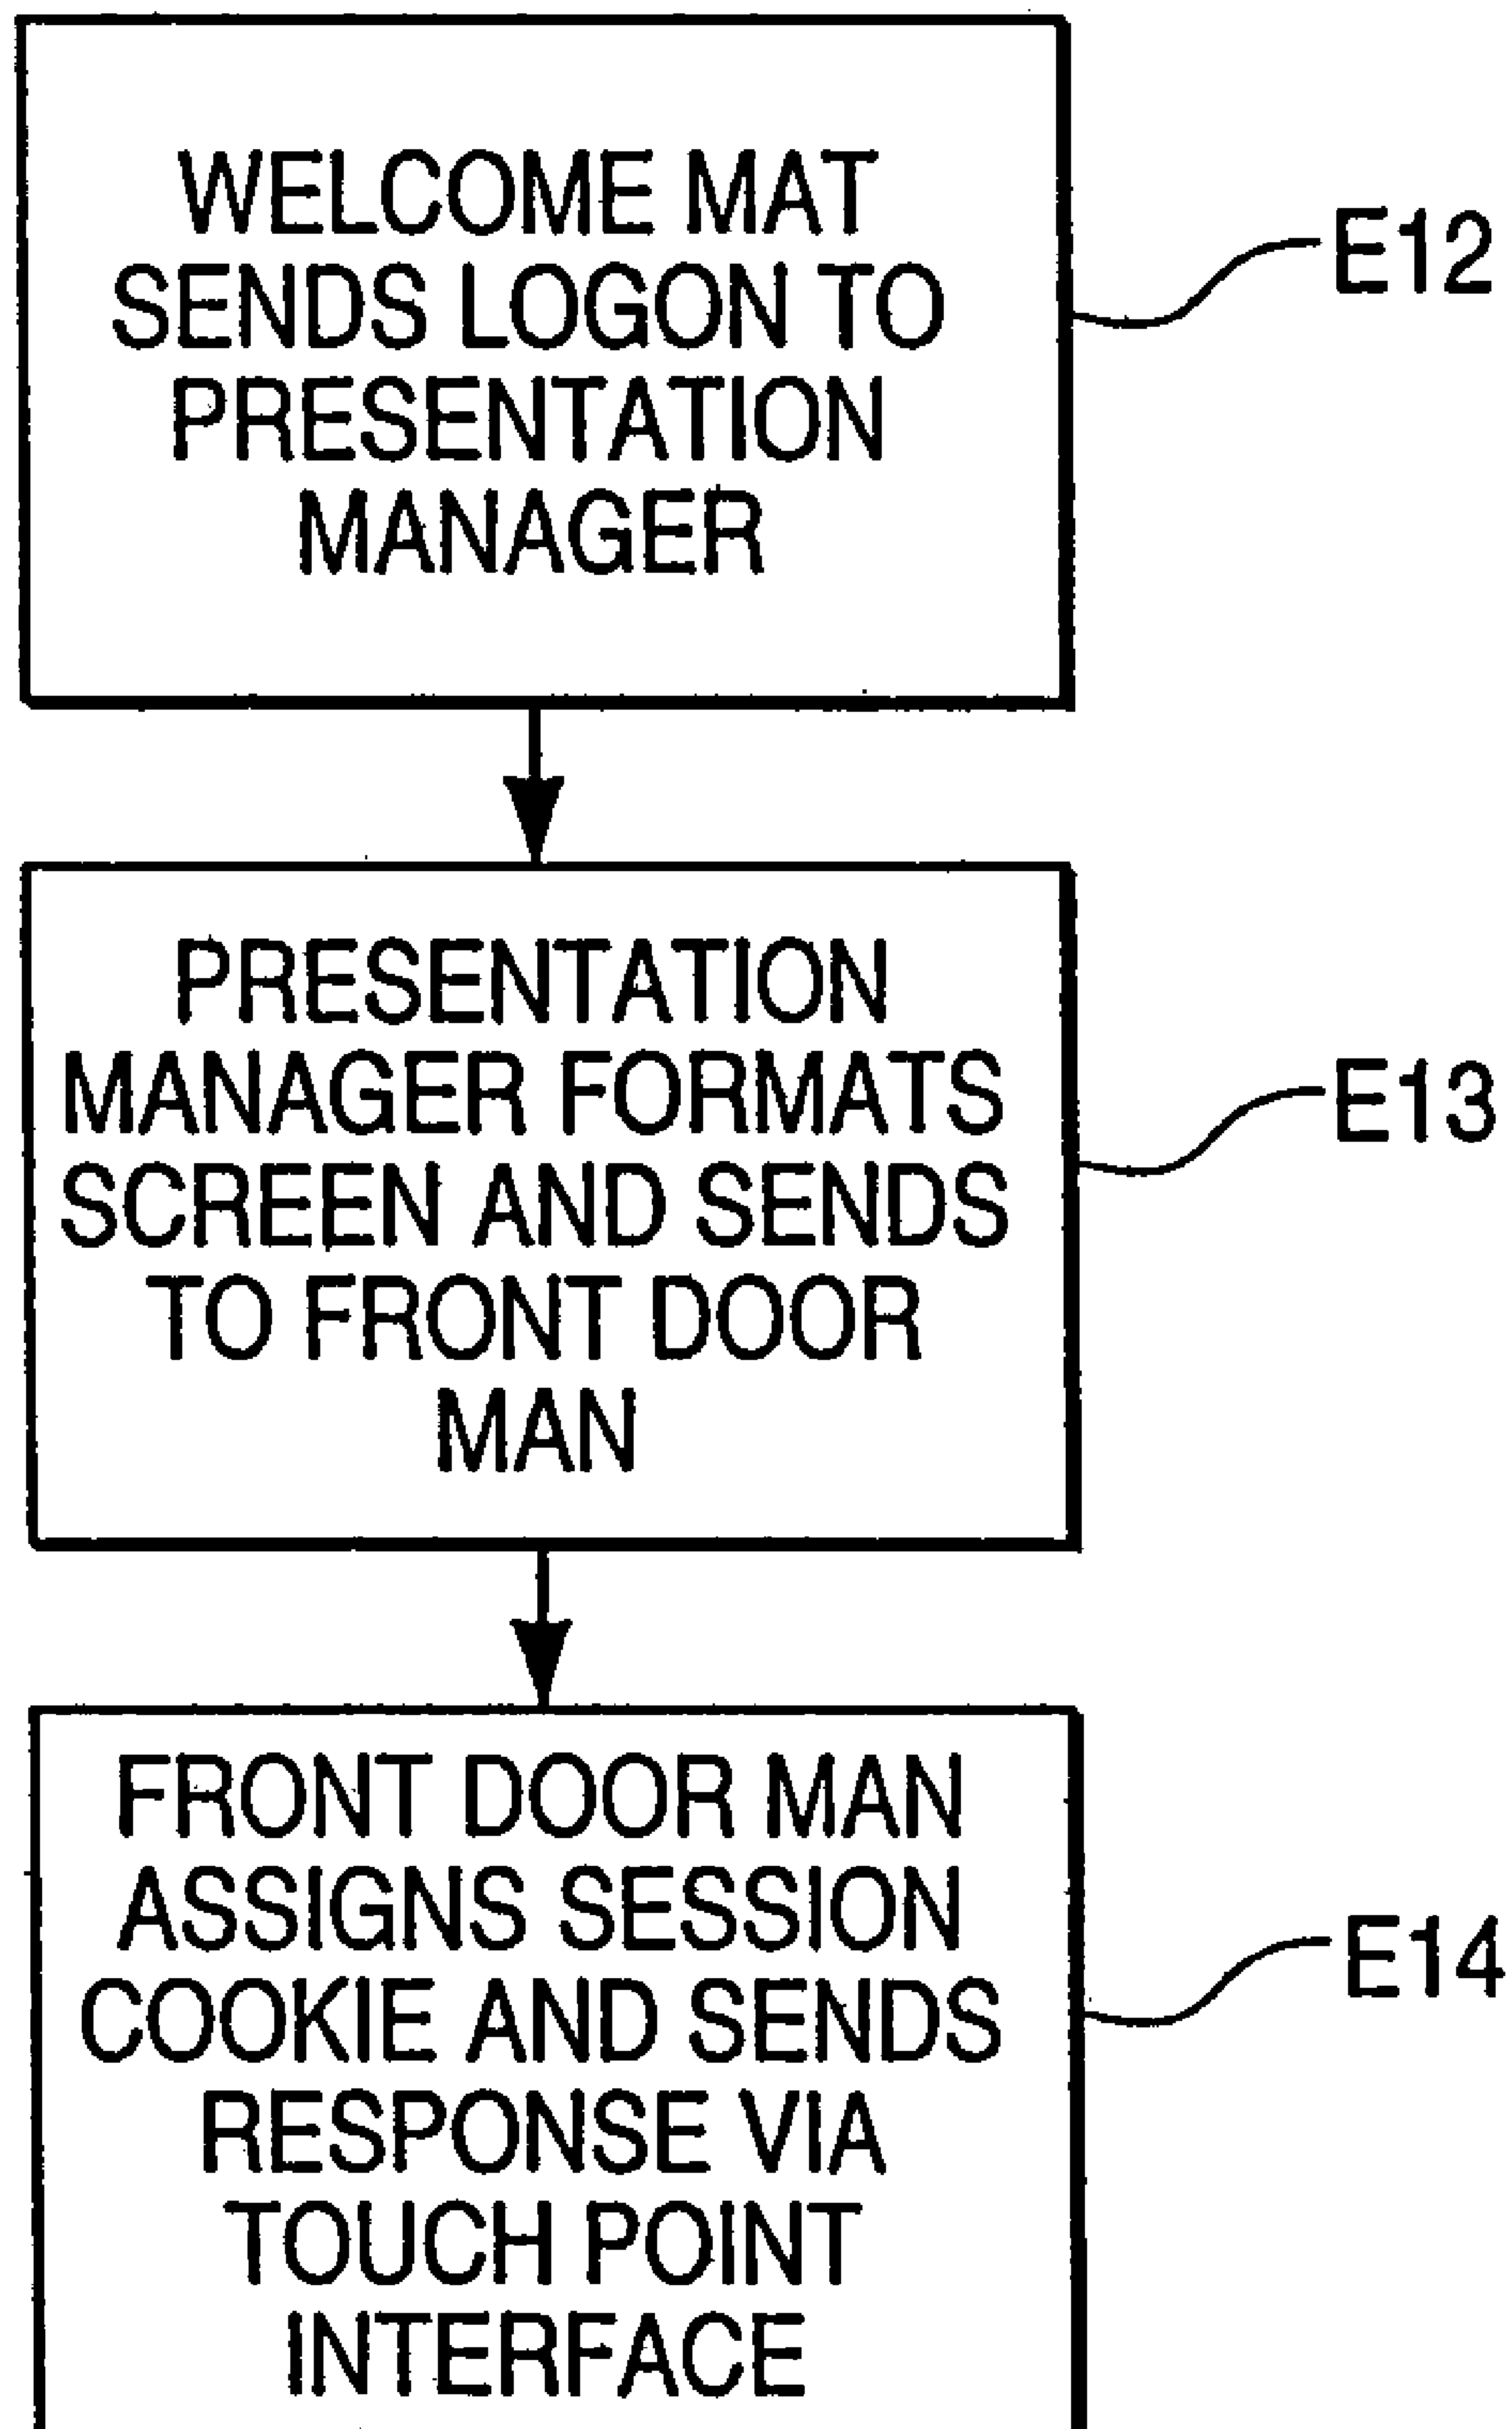 WELCOME MAT
SENDS LOGON TO
PRESENTATION
MANAGER
E12
PRESENTATION
MANAGER FORMATS
SCREEN AND SENDS
TO FRONT DOOR
MAN
E13
FRONT DOOR MAN
ASSIGNS SESSION
COOKIE AND SENDS
RESPONSE VIA
TOUCH POINT
INTERFACE
E14